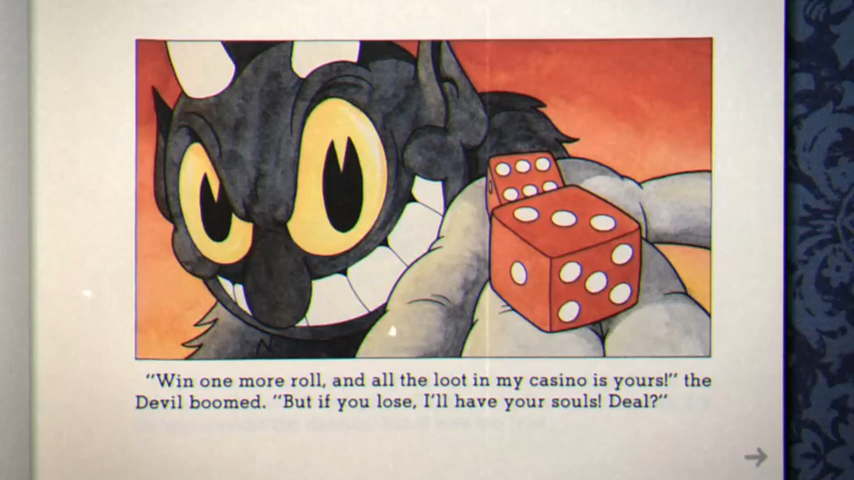 “Win one more roll, and all the loot in my casino is yours!” the
Devil boomed. “But if you lose, I’ll have your souls! Deal?”